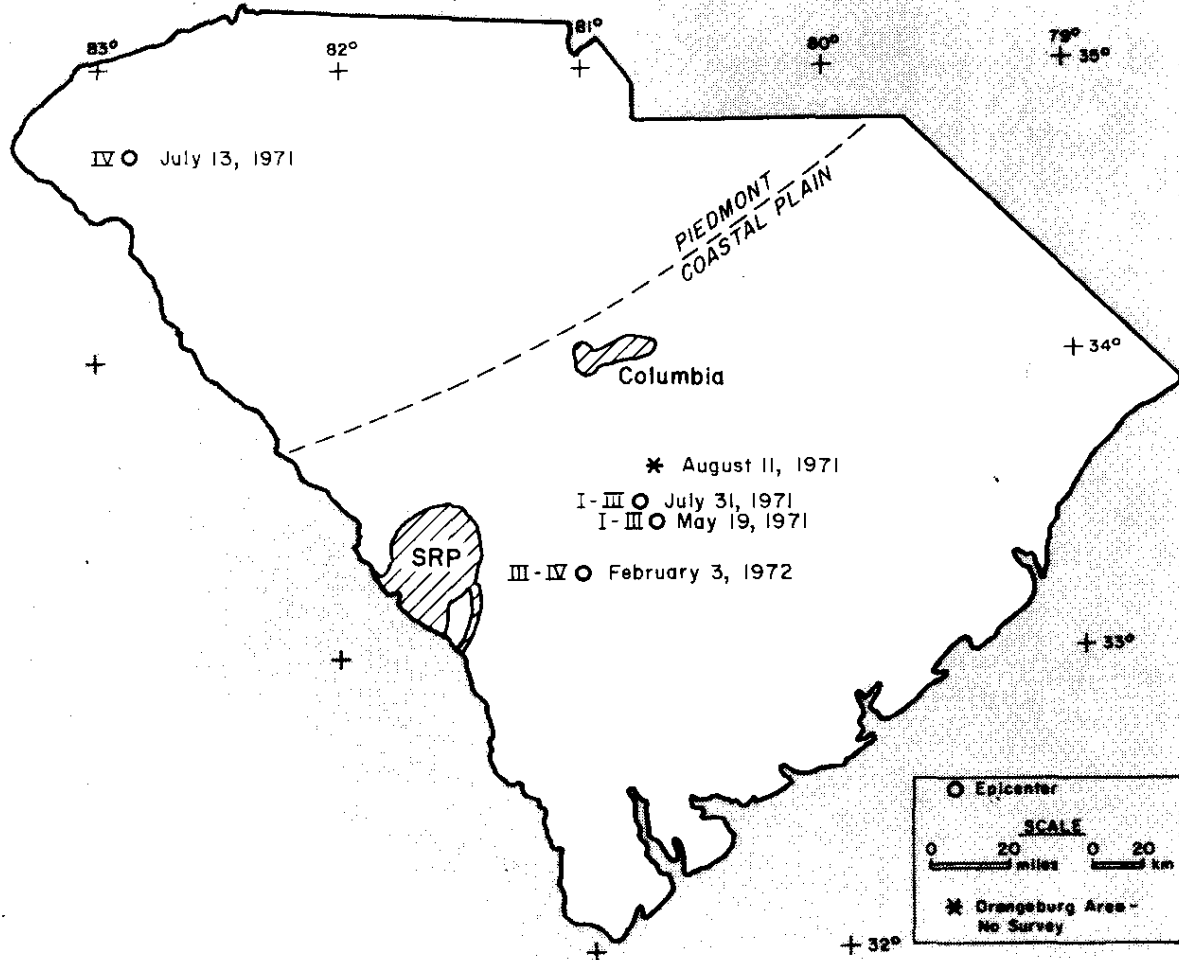 83°
82°
81°
80°
79°
35°
IV July 13, 1971
PIEDMONT
COASTAL PLAIN
34°
Columbia
August 11, 1971
I-III July 31, 1971
I-III May 19, 1971
SRP
III-IV February 3, 1972
33°
Epicenter
SCALE
0 20 0 20
miles km
Orangeburg Area -
No Survey
32°